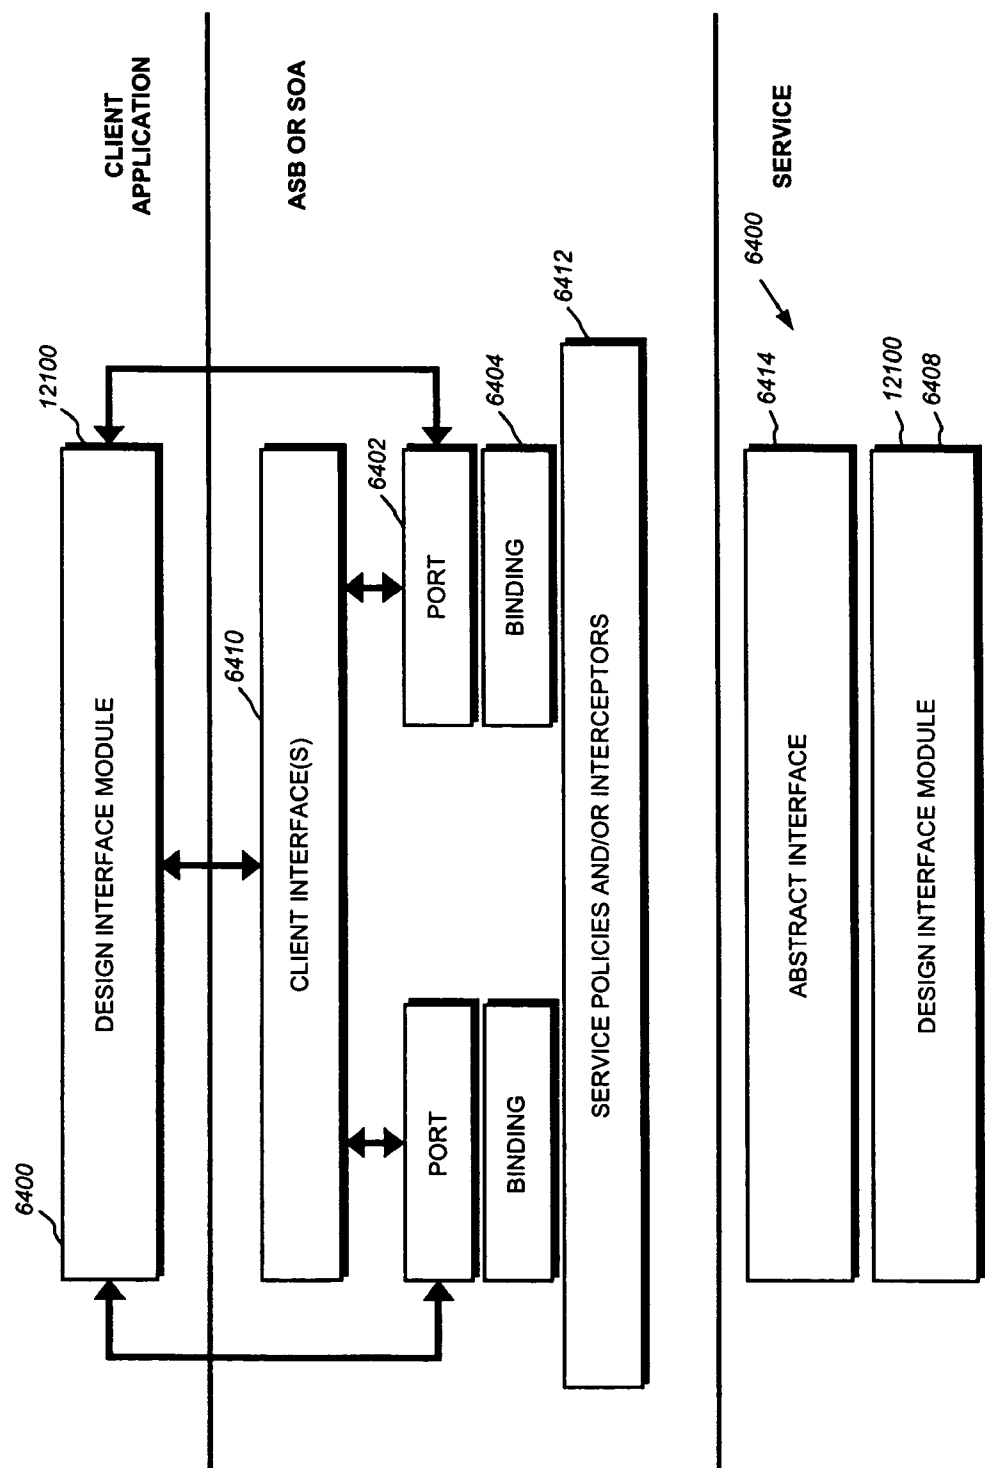 6400
12100
DESIGN INTERFACE MODULE
CLIENT
APPLICATION
6410
CLIENT INTERFACE(S)
ASB OR SOA
6402
PORT
PORT
6404
BINDING
BINDING
6412
SERVICE POLICIES AND/OR INTERCEPTORS
6414
6400
SERVICE
ABSTRACT INTERFACE
12100
6408
DESIGN INTERFACE MODULE